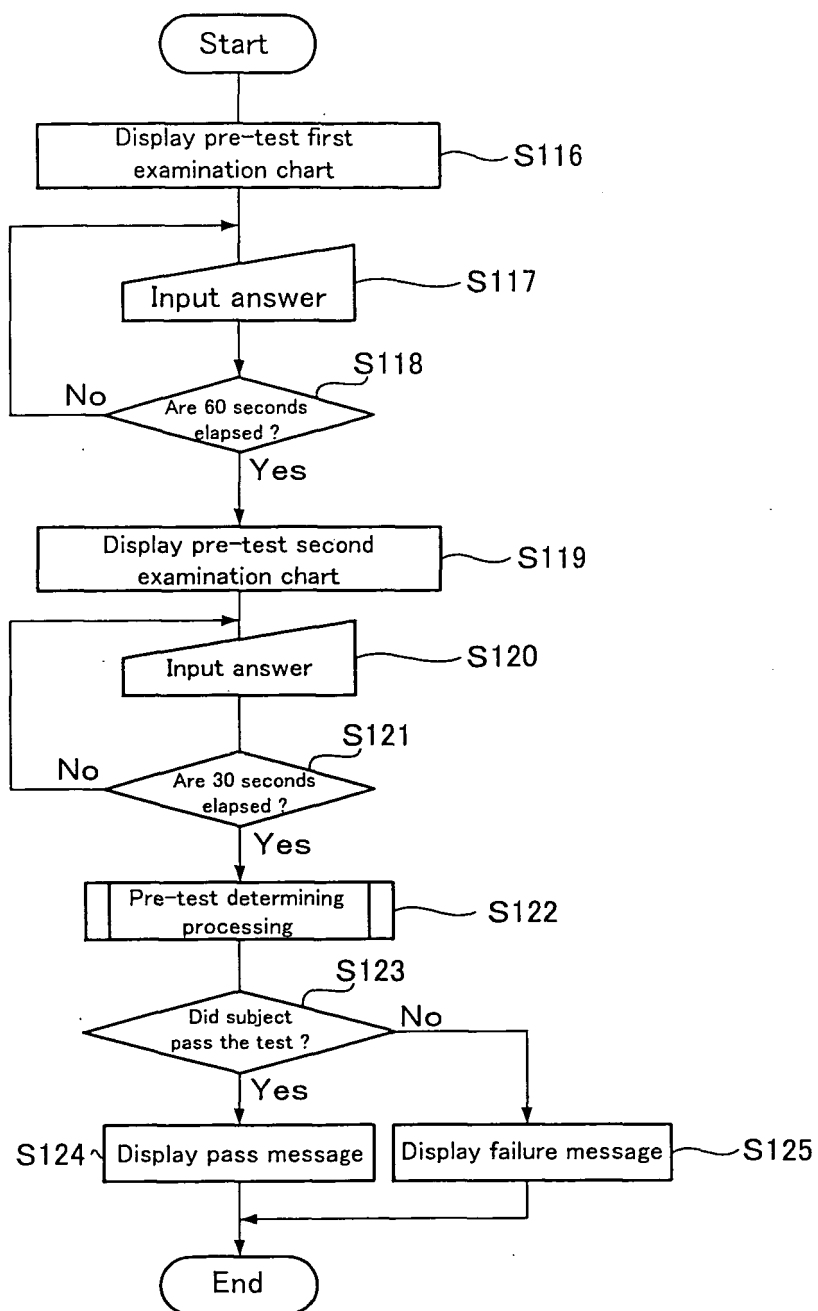 Start
Display pre-test first
examination chart
S116
Input answer
S117
S118
No
Are 60 seconds
elapsed ?
Yes
Display pre-test second
examination chart
S119
Input answer
S120
S121
No
Are 30 seconds
elapsed ?
Yes
Pre-test determining
processing
S122
S123
Did subject
pass the test ?
No
Yes
S124
Display pass message
Display failure message
S125
End